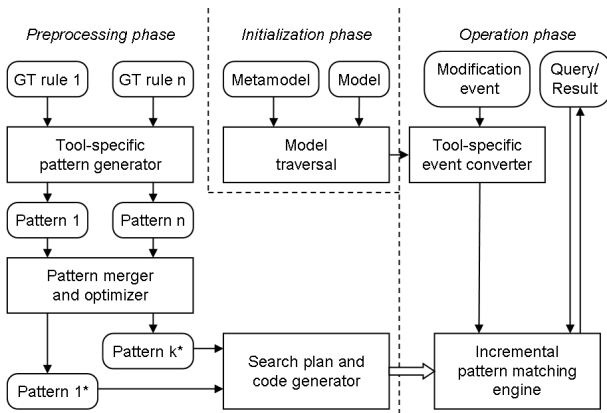 Preprocessing phase
Initialization phase
Operation phase
GT rule 1
GT rule n
Metamodel
Model
Modification
event
Query/
Result
Tool-specific
pattern generator
Model
traversal
Tool-specific
event converter
Pattern 1
Pattern n
Pattern merger
and optimizer
Pattern k*
Pattern 1*
Search plan and
code generator
Incremental
pattern matching
engine